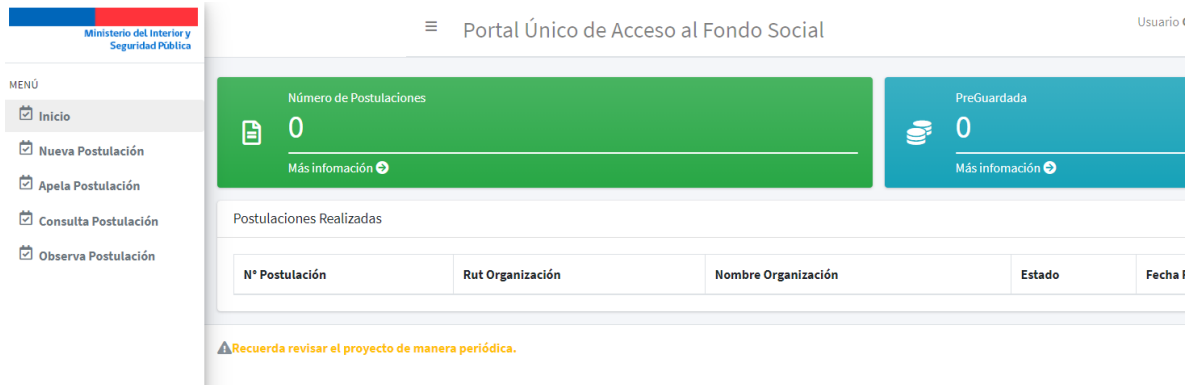 Ministerio del Interior y
Seguridad Pública
Portal Único de Acceso al Fondo Social
Usuario
MENÚ
Inicio
Nueva Postulación
Apela Postulación
Consulta Postulación
Observa Postulación
Número de Postulaciones
0
Más infomación
PreGuardada
0
Más infomación
Postulaciones Realizadas
N° Postulación Rut Organización Nombre Organización Estado Fecha
Recuerda revisar el proyecto de manera periódica.